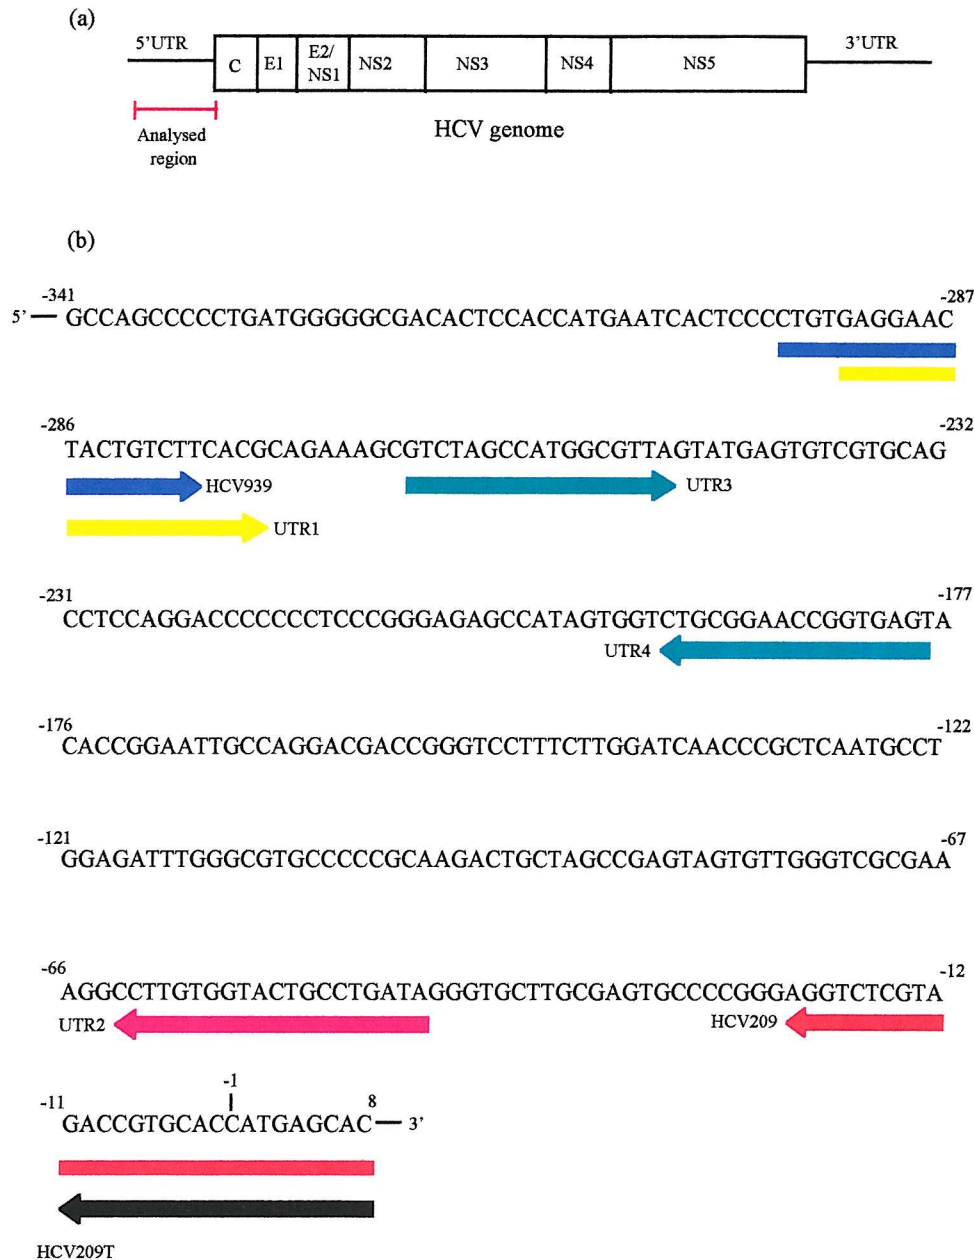 (a)
5'UTR C E1 E2/ NS1 NS2 NS3 NS4 NS5 3'UTR
Analysed
region
HCV genome
(b)
-341 -287
5' GCCAGCCCCCTGATGGGGGCGACACTCCACCATGAATCACTCCCCTGTGAGGAAC
-286 -232
TACTGTCTTCACGCAGAAAGCGTCTAGCCATGGCGTTAGTATGAGTGTCGTGCAG
HCV939 UTR3
UTR1
-231 -177
CCTCCAGGACCCCCCCTCCCGGGAGAGCCATAGTGGTCTGCGGAACCGGTGAGTA
UTR4
-176 -122
CACCGGAATTGCCAGGACGACCGGGTCCTTTCTTGGATCAACCCGCTCAATGCCT
-121 -67
GGAGATTTGGGCGTGCCCCCGCAAGACTGCTAGCCGAGTAGTGTTGGGTCGCGAA
-66 -12
AGGCCTTGTGGTACTGCCTGATAGGGTGCTTGCGAGTGCCCCGGGAGGTCTCGTA
UTR2 HCV209
-11 -1 8
GACCGTGCACCATGAGCAC 3'
HCV209T